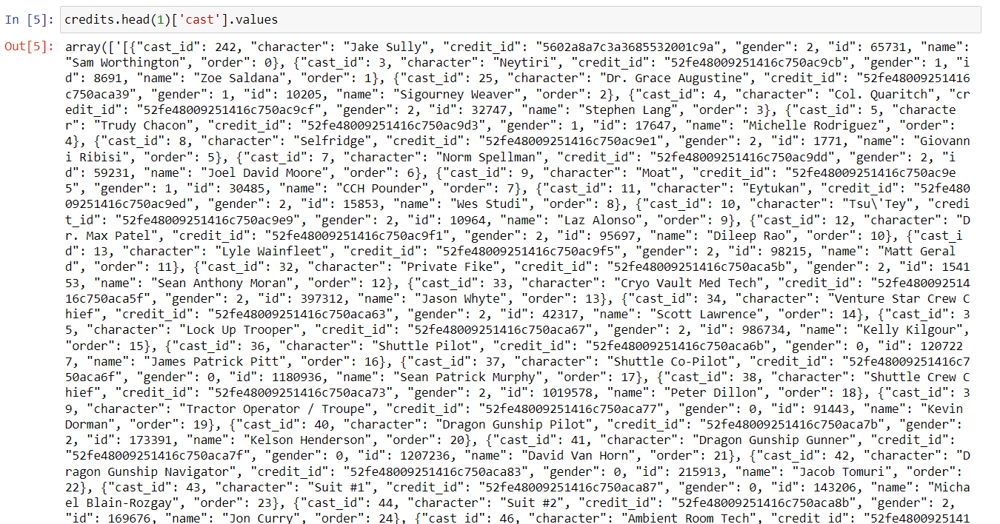 In [5]: credits.head(1)['cast'].values
Out[5]: array(['[{"cast_id": 242, "character": "Jake Sully", "credit_id": "5602a8a7c3a3685532001c9a", "gender": 2, "id": 65731, "name":
"Sam Worthington", "order": 0}, {"cast_id": 3, "character": "Neytiri", "credit_id": "52fe48009251416c750ac9cb", "gender": 1, "i
d": 8691, "name": "Zoe Saldana", "order": 1}, {"cast_id": 25, "character": "Dr. Grace Augustine", "credit_id": "52fe48009251416
c750aca39", "gender": 1, "id": 10205, "name": "Sigourney Weaver", "order": 2}, {"cast_id": 4, "character": "Col. Quaritch", "cr
edit_id": "52fe48009251416c750ac9cf", "gender": 2, "id": 32747, "name": "Stephen Lang", "order": 3}, {"cast_id": 5, "characte
r": "Trudy Chacon", "credit_id": "52fe48009251416c750ac9d3", "gender": 1, "id": 17647, "name": "Michelle Rodriguez", "order":
4}, {"cast_id": 8, "character": "Selfridge", "credit_id": "52fe48009251416c750ac9e1", "gender": 2, "id": 1771, "name": "Giovann
i Ribisi", "order": 5}, {"cast_id": 7, "character": "Norm Spellman", "credit_id": "52fe48009251416c750ac9dd", "gender": 2, "id
": 59231, "name": "Joel David Moore", "order": 6}, {"cast_id": 9, "character": "Moat", "credit_id": "52fe48009251416c750ac9e
5", "gender": 1, "id": 30485, "name": "CCH Pounder", "order": 7}, {"cast_id": 11, "character": "Eytukan", "credit_id": "52fe480
09251416c750ac9ed", "gender": 2, "id": 15853, "name": "Wes Studi", "order": 8}, {"cast_id": 10, "character": "Tsu\'Tey", "credi
t_id": "52fe48009251416c750ac9e9", "gender": 2, "id": 10964, "name": "Laz Alonso", "order": 9}, {"cast_id": 12, "character": "D
r. Max Patel", "credit_id": "52fe48009251416c750ac9f1", "gender": 2, "id": 95697, "name": "Dileep Rao", "order": 10}, {"cast_i
d": 13, "character": "Lyle Wainfleet", "credit_id": "52fe48009251416c750ac9f5", "gender": 2, "id": 98215, "name": "Matt Geral
d", "order": 11}, {"cast_id": 32, "character": "Private Fike", "credit_id": "52fe48009251416c750aca5b", "gender": 2, "id": 1541
53, "name": "Sean Anthony Moran", "order": 12}, {"cast_id": 33, "character": "Cryo Vault Med Tech", "credit_id": "52fe480092514
16c750aca5f", "gender": 2, "id": 397312, "name": "Jason Whyte", "order": 13}, {"cast_id": 34, "character": "Venture Star Crew C
hief", "credit_id": "52fe48009251416c750aca63", "gender": 2, "id": 42317, "name": "Scott Lawrence", "order": 14}, {"cast_id": 3
5, "character": "Lock Up Trooper", "credit_id": "52fe48009251416c750aca67", "gender": 2, "id": 986734, "name": "Kelly Kilgour",
"order": 15}, {"cast_id": 36, "character": "Shuttle Pilot", "credit_id": "52fe48009251416c750aca6b", "gender": 0, "id": 120722
7, "name": "James Patrick Pitt", "order": 16}, {"cast_id": 37, "character": "Shuttle Co-Pilot", "credit_id": "52fe48009251416c7
50aca6f", "gender": 0, "id": 1180936, "name": "Sean Patrick Murphy", "order": 17}, {"cast_id": 38, "character": "Shuttle Crew C
hief", "credit_id": "52fe48009251416c750aca73", "gender": 2, "id": 1019578, "name": "Peter Dillon", "order": 18}, {"cast_id": 3
9, "character": "Tractor Operator / Troupe", "credit_id": "52fe48009251416c750aca77", "gender": 0, "id": 91443, "name": "Kevin
Dorman", "order": 19}, {"cast_id": 40, "character": "Dragon Gunship Pilot", "credit_id": "52fe48009251416c750aca7b", "gender":
2, "id": 173391, "name": "Kelson Henderson", "order": 20}, {"cast_id": 41, "character": "Dragon Gunship Gunner", "credit_id":
"52fe48009251416c750aca7f", "gender": 0, "id": 1207236, "name": "David Van Horn", "order": 21}, {"cast_id": 42, "character": "D
ragon Gunship Navigator", "credit_id": "52fe48009251416c750aca83", "gender": 0, "id": 215913, "name": "Jacob Tomuri", "order":
22}, {"cast_id": 43, "character": "Suit #1", "credit_id": "52fe48009251416c750aca87", "gender": 0, "id": 143206, "name": "Micha
el Blain-Rozgay", "order": 23}, {"cast_id": 44, "character": "Suit #2", "credit_id": "52fe48009251416c750aca8b", "gender": 2,
"id": 169676, "name": "Jon Curry", "order": 24}, {"cast_id": 46, "character": "Ambient Room Tech", "credit_id": "52fe4800925141